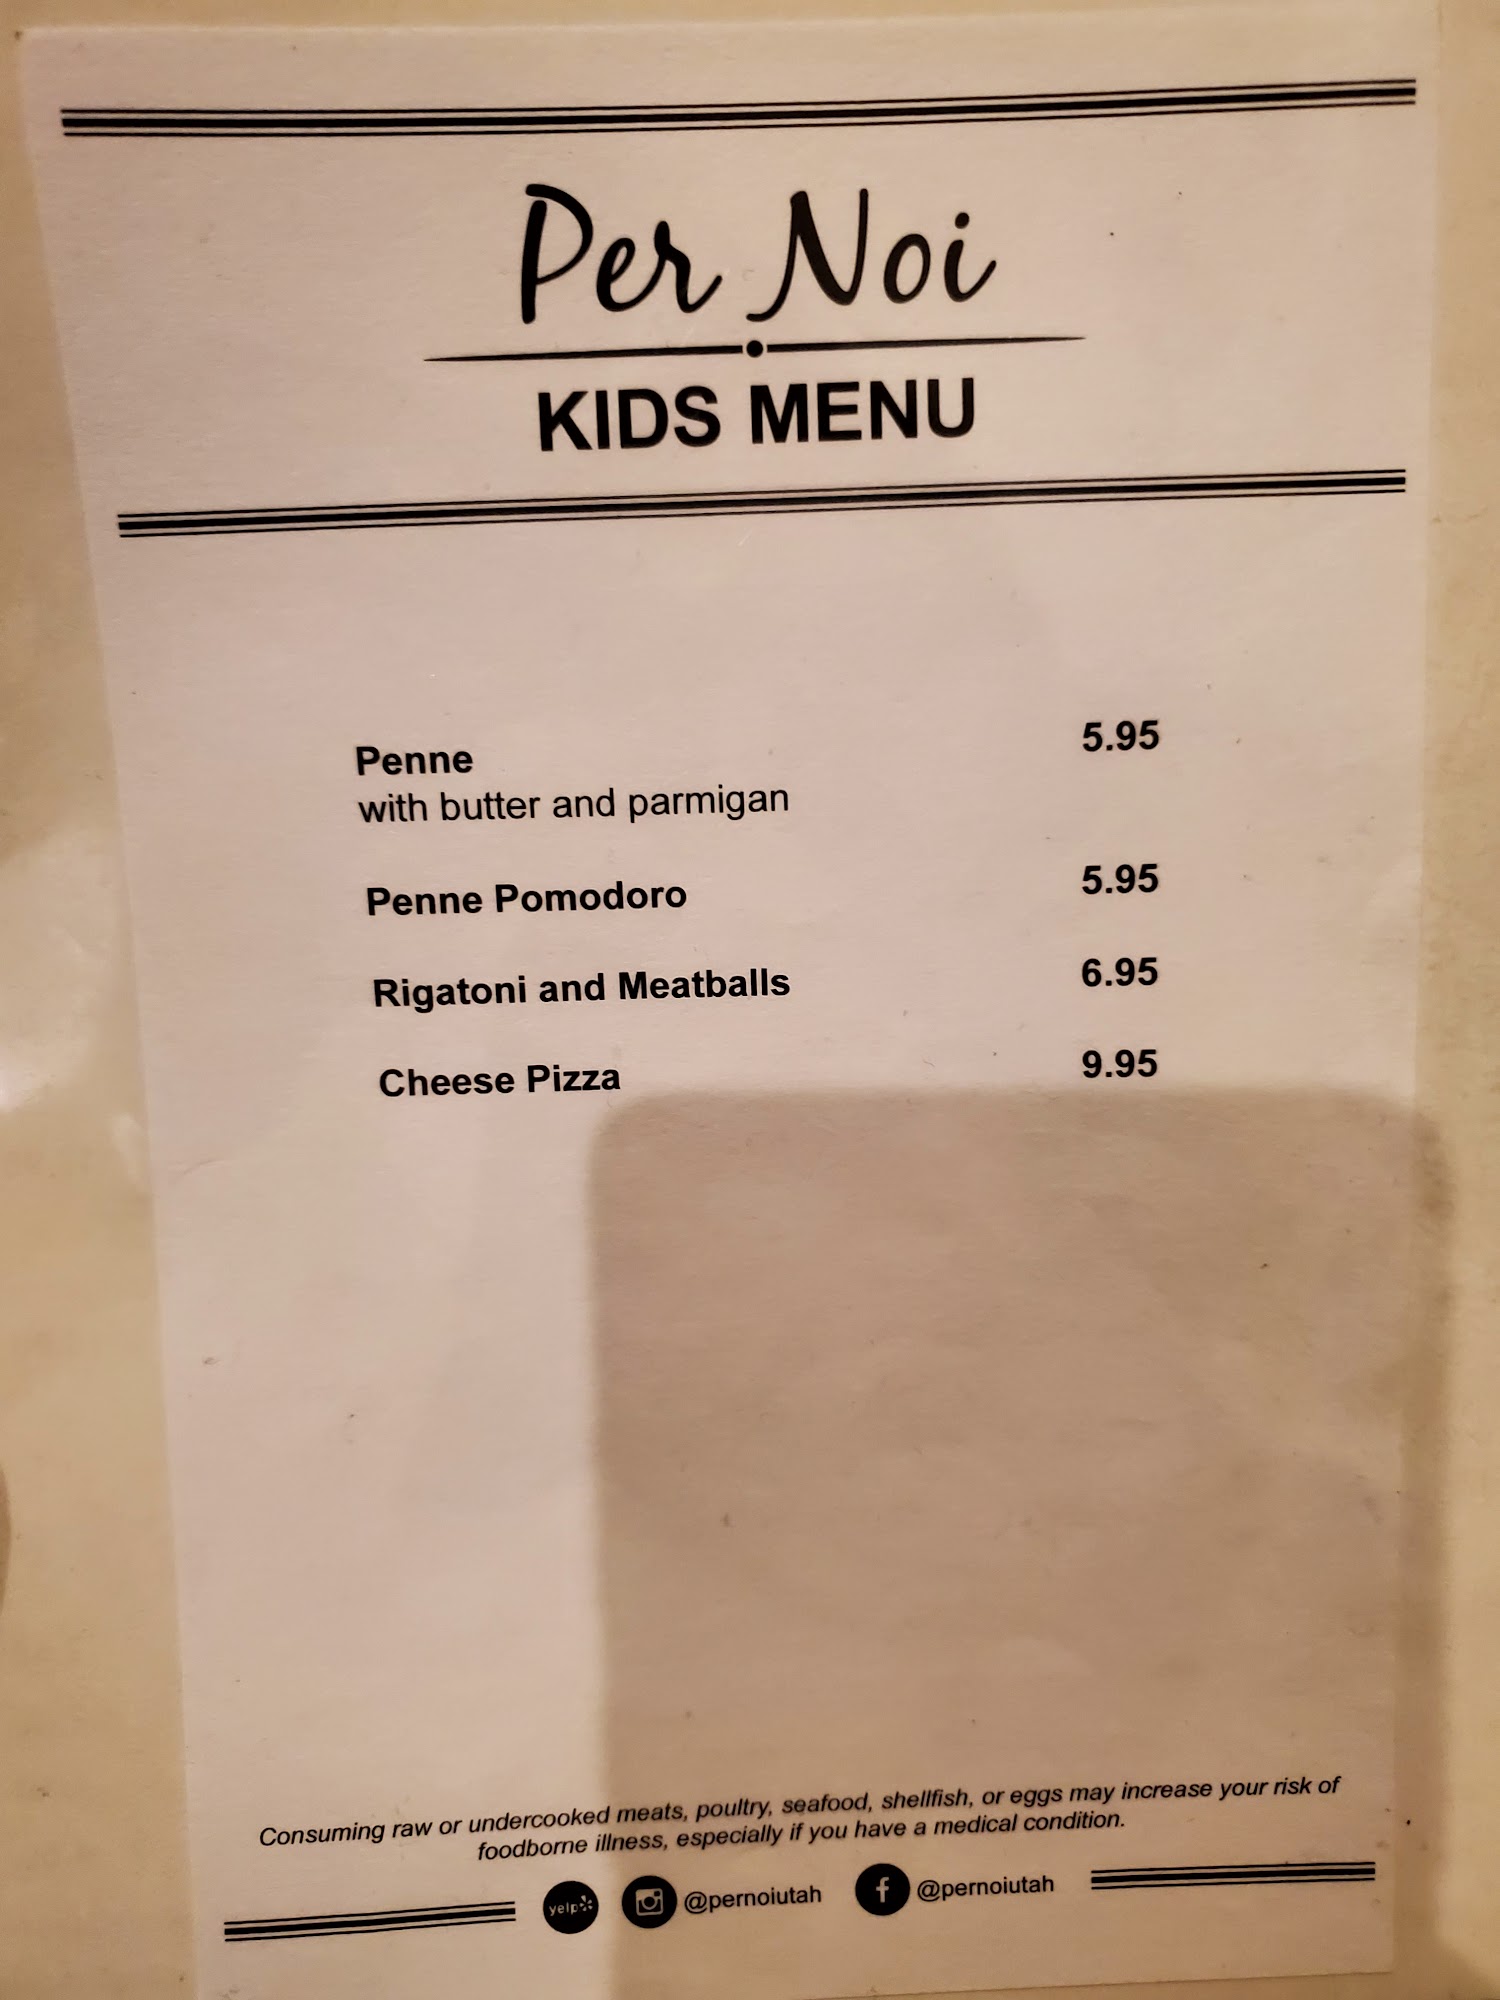 Per Noi
KIDS MENU
Penne 5.95
with butter and parmigan
Penne Pomodoro 5.95
Rigatoni and Meatballs 6.95
Cheese Pizza 9.95
Consuming raw or undercooked meats, poultry, seafood, shellfish, or eggs may increase your risk of
foodborne illness, especially if you have a medical condition.
yelp @pernoiutah f @pernoiutah